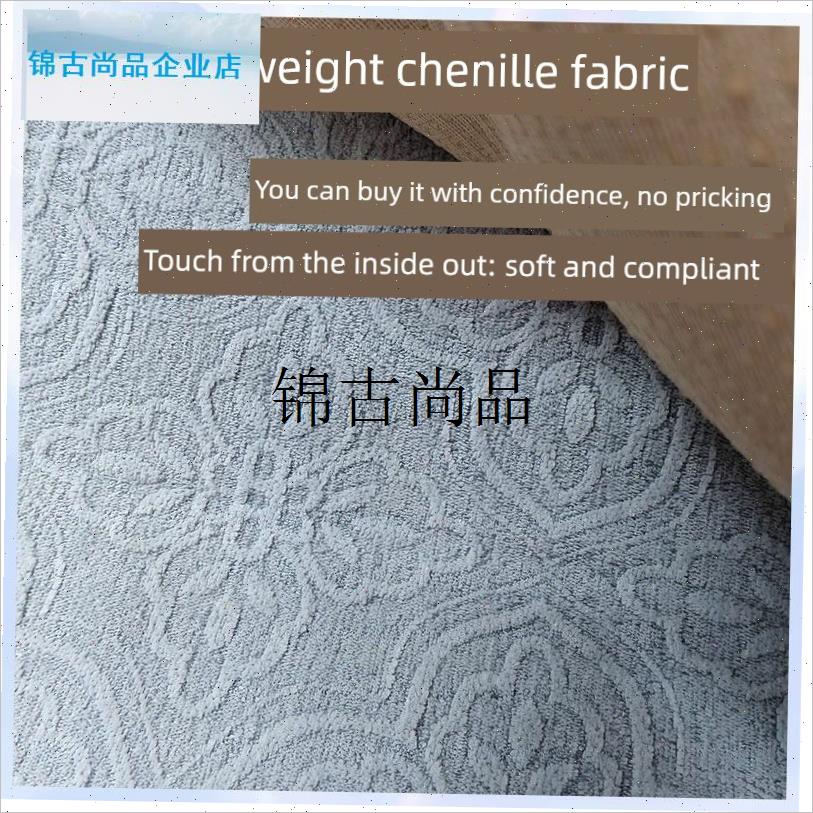 锦古尚品企业店
weight chenille fabric
You can buy it with confidence, no pricking
Touch from the inside out: soft and compliant
锦古尚品